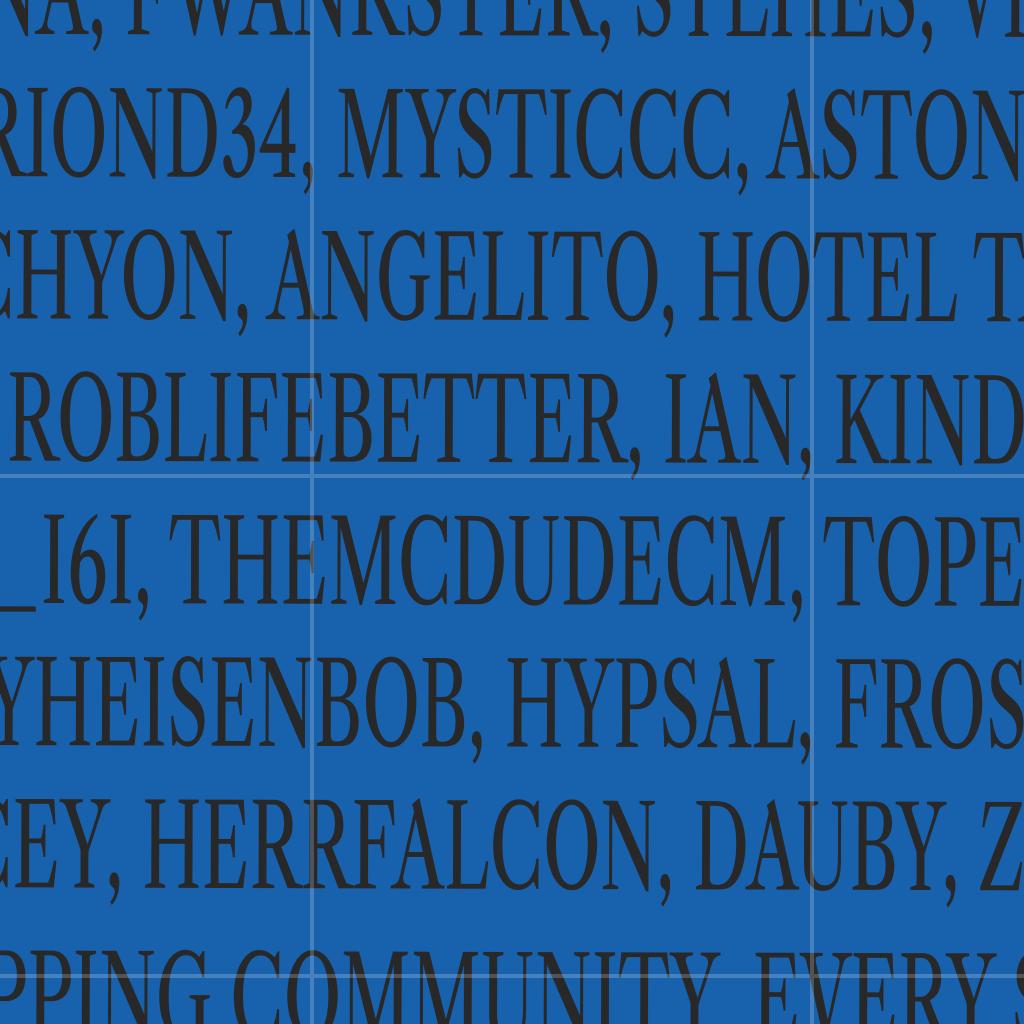 NA, FWANKSTER, 
RIOND34, MYSTICCC, ASTON
CHYON, ANGELITO, HOTEL T
ROBLIFEBETTER, IAN, KIND
_I6I, THEMCDUDECM, TOPE
YHEISENBOB, HYPSAL, FROS
CEY, HERRFALCON, DAUBY, Z
PPING COMMUNITY EVERY S